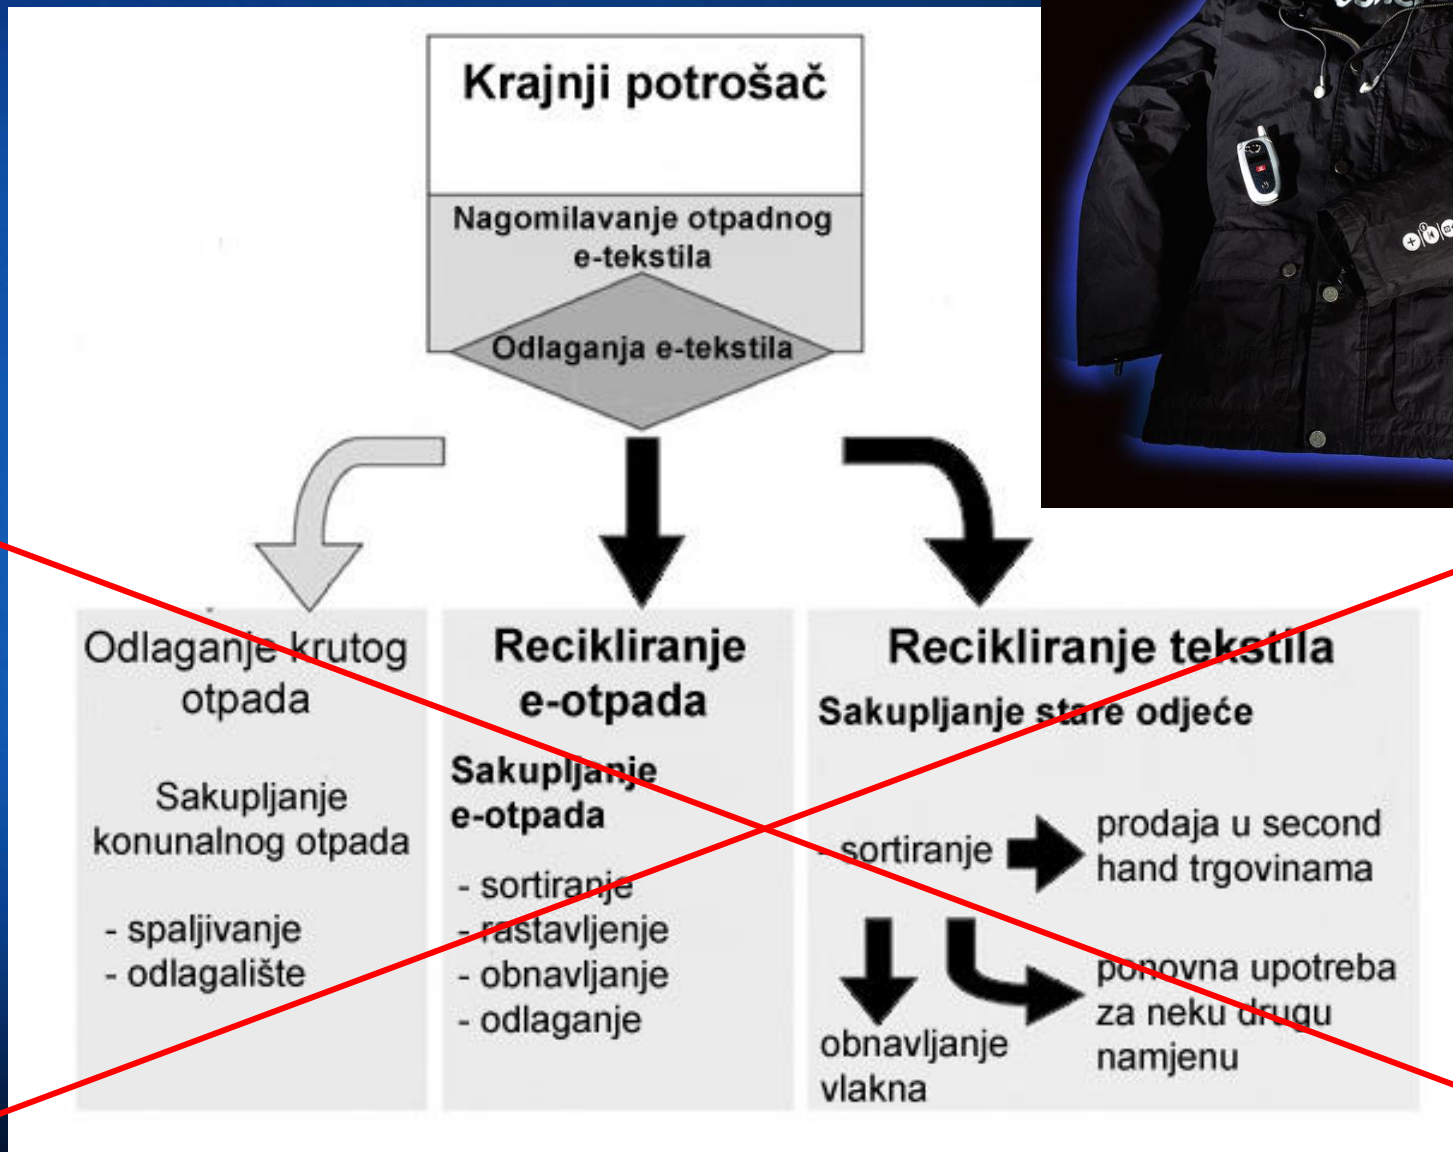 Krajnji potrošač
Nagomilavanje otpadnog
e-tekstila
Odlaganja e-tekstila
Odlaganje krutog
otpada
Sakupljanje
konunalnog otpada
- spaljivanje
- odlagalište
Recikliranje
e-otpada
Sakupljanje
e-otpada
- sortiranje
- rastavljenje
- obnavljanje
- odlaganje
Recikliranje tekstila
Sakupljanje stare odjeće
- sortiranje
prodaja u second
hand trgovinama
obnavljanje
vlakna
ponovna upotreba
za neku drugu
namjenu